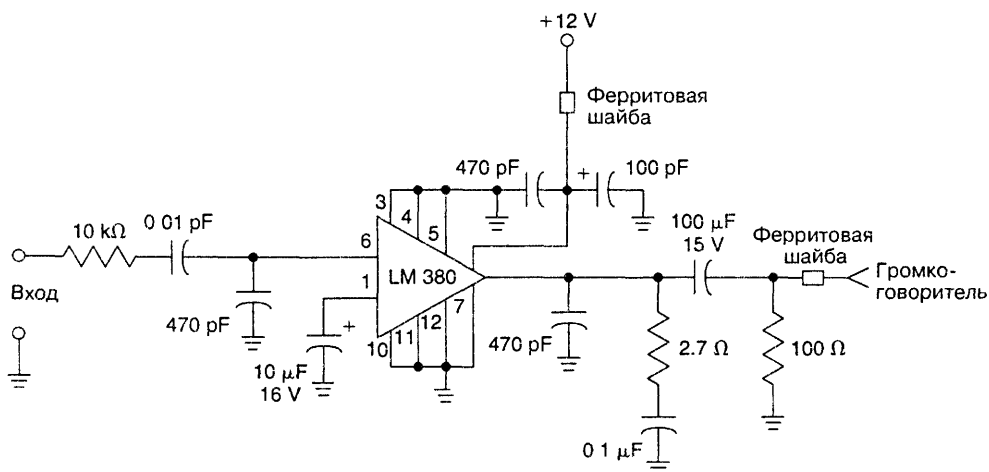 +12 V
Ферритовая
шайба
470 pF
+
100 pF
3
4
5
10 kΩ
0 01 pF
6
1
LM 380
100 μF
15 V
Ферритовая
шайба
Громко-
говоритель
Вход
470 pF
+
10 μF
16 V
10
11
12
7
470 pF
2.7 Ω
100 Ω
0 1 μF